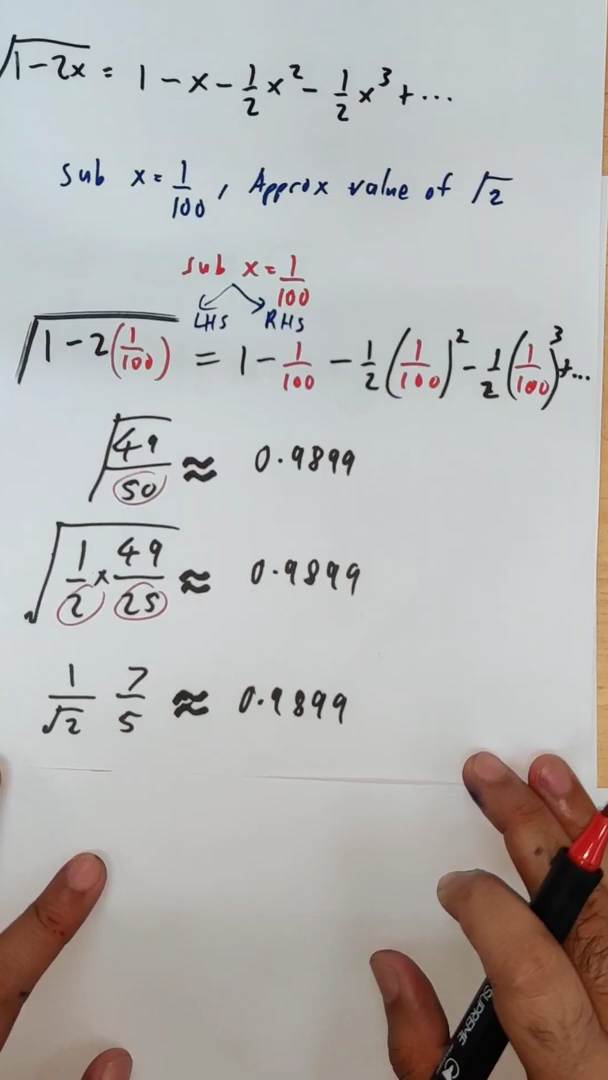 √(1-2x) = 1 - x - 1/2 x² - 1/2 x³ + ...
Sub x = 1/100, Approx value of √2
Sub x = 1/100
LHS RHS
√(1-2(1/100)) = 1 - 1/100 - 1/2 (1/100)² - 1/2 (1/100)³ + ...
√(49/50) ≈ 0.9899
√(1/2 × 49/25) ≈ 0.9899
1/√2 7/5 ≈ 0.9899
SUPREME